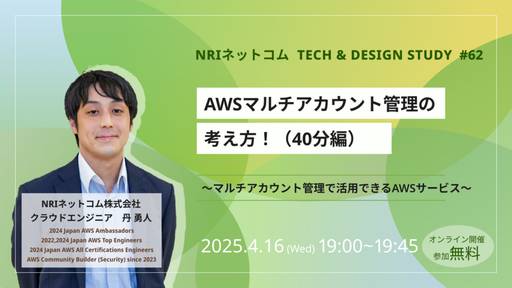 NRIネットコム TECH & DESIGN STUDY #62
AWSマルチアカウント管理の
考え方！（40分編）
〜マルチアカウント管理で活用できるAWSサービス〜
NRIネットコム株式会社
クラウドエンジニア 丹 勇人
2024 Japan AWS Ambassadors
2022,2024 Japan AWS Top Engineers
2024 Japan AWS All Certifications Engineers
AWS Community Builder (Security) since 2023
2025.4.16 (Wed) 19:00~19:45
オンライン開催
参加無料